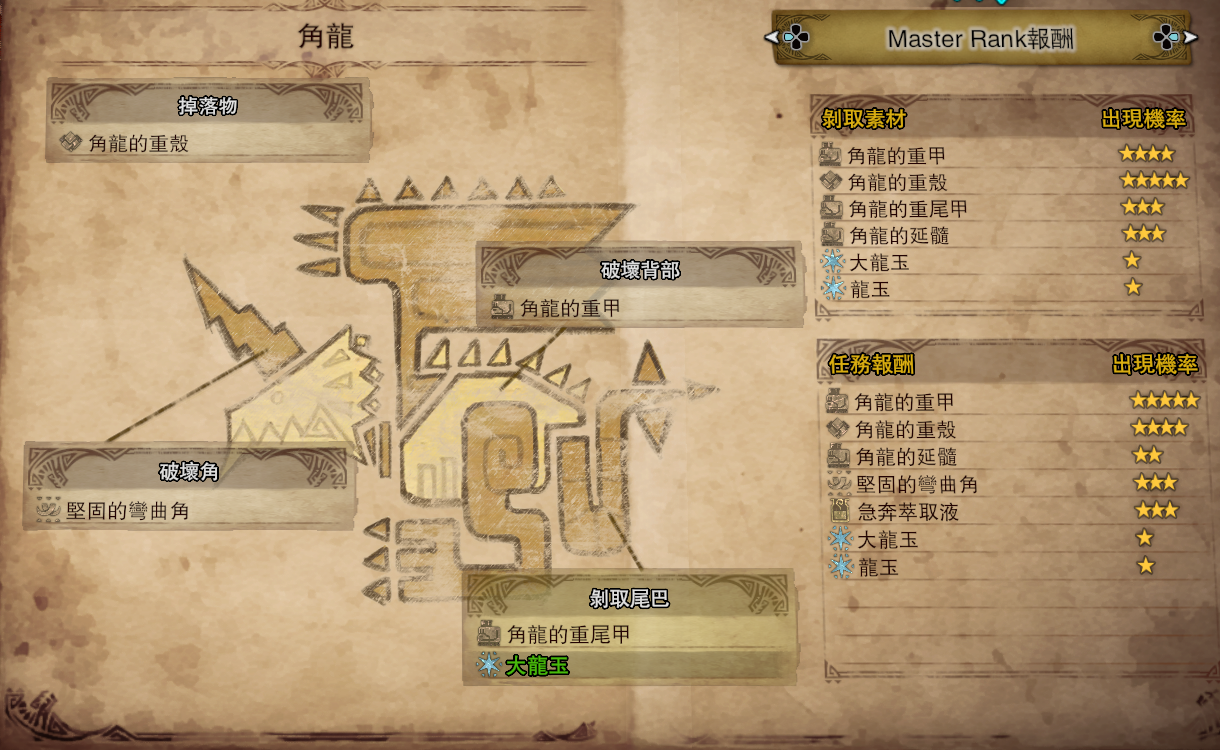 角龍
Master Rank報酬
掉落物
角龍的重殼
破壞背部
角龍的重甲
破壞角
堅固的彎曲角
剝取尾巴
角龍的重尾甲
大龍玉
剝取素材 出現機率
角龍的重甲
角龍的重殼
角龍的重尾甲
角龍的延髓
大龍玉
龍玉
任務報酬 出現機率
角龍的重甲
角龍的重殼
角龍的延髓
堅固的彎曲角
急奔萃取液
大龍玉
龍玉